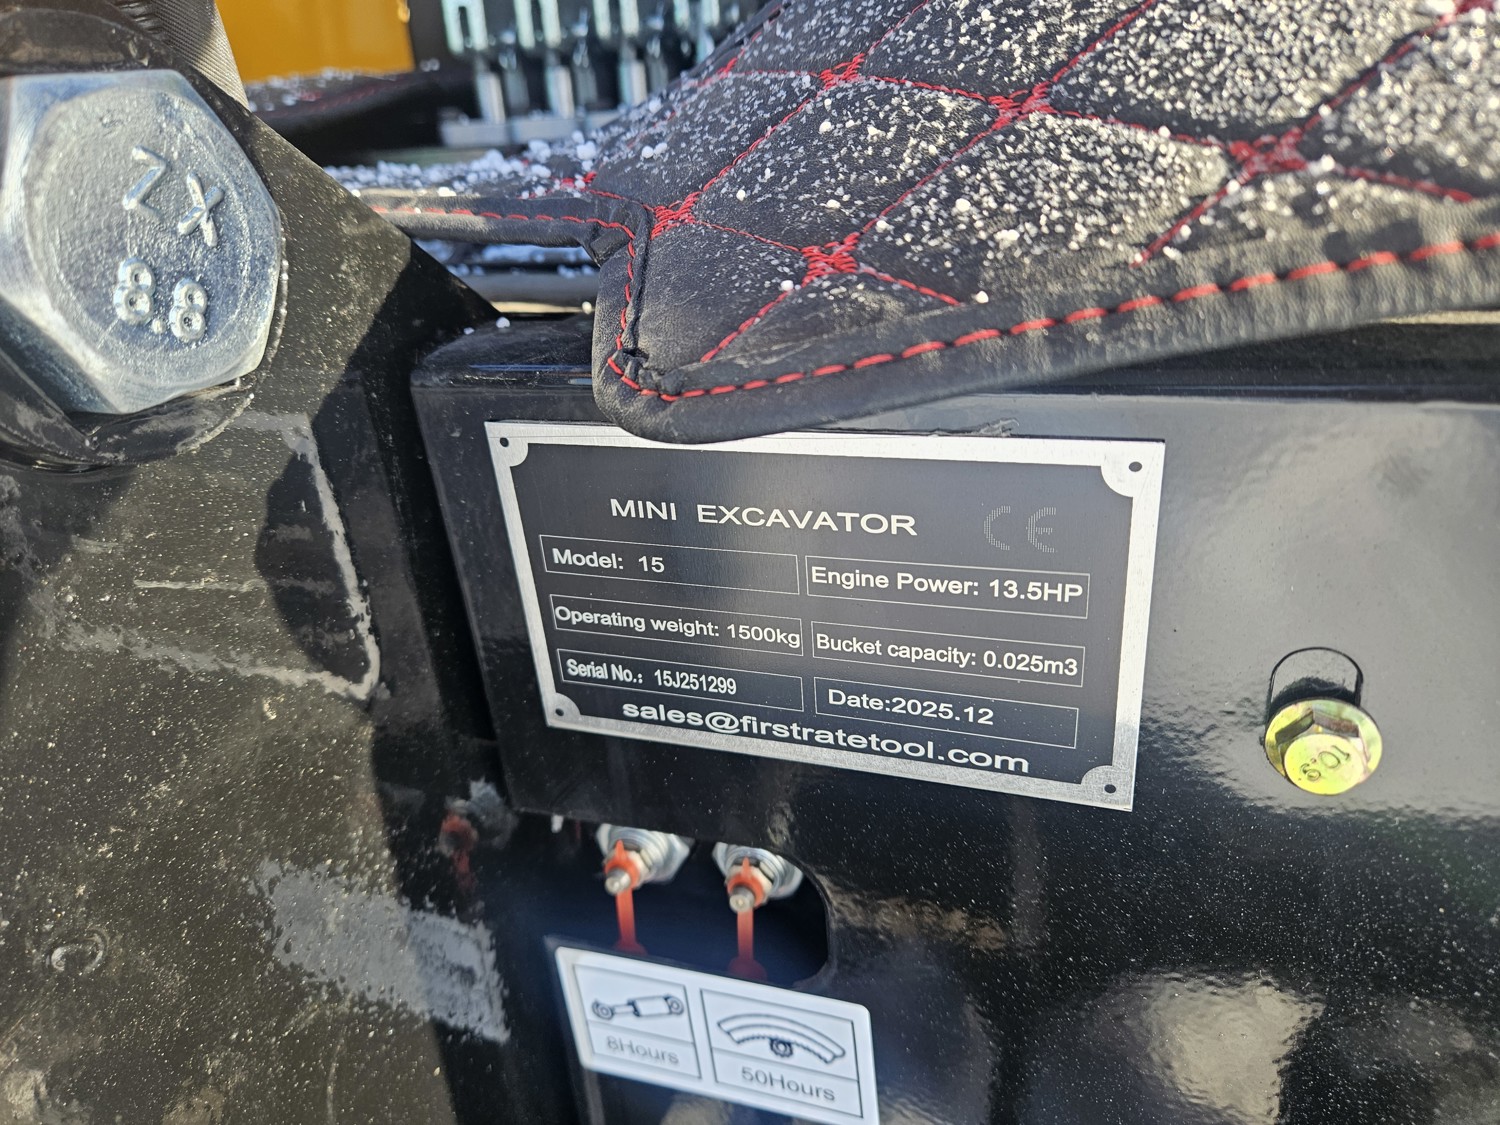 ZX
8.8
MINI EXCAVATOR CE
Model: 15
Engine Power: 13.5HP
Operating weight: 1500kg
Bucket capacity: 0.025m3
Serial No.: 15J251299
Date:2025.12
sales@firstratetool.com
10.9
8Hours
50Hours